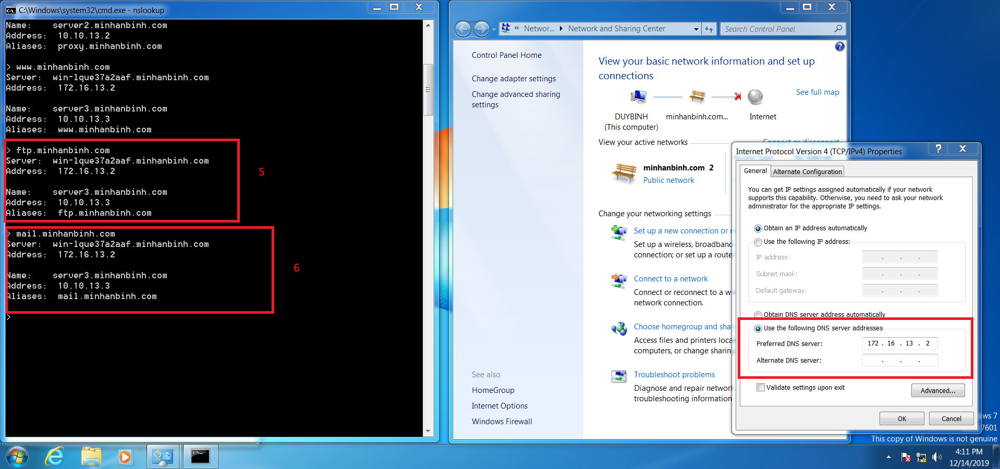 C:\Windows\system32\cmd.exe - nslookup
Name:    server2.minhanbinh.com
Address:  10.10.13.2
Aliases:  proxy.minhanbinh.com
> www.minhanbinh.com
Server:  win-lque37a2aaf.minhanbinh.com
Address:  172.16.13.2
Name:    server3.minhanbinh.com
Address:  10.10.13.3
Aliases:  www.minhanbinh.com
> ftp.minhanbinh.com
Server:  win-lque37a2aaf.minhanbinh.com
Address:  172.16.13.2
5
Name:    server3.minhanbinh.com
Address:  10.10.13.3
Aliases:  ftp.minhanbinh.com
> mail.minhanbinh.com
Server:  win-lque37a2aaf.minhanbinh.com
Address:  172.16.13.2
6
Name:    server3.minhanbinh.com
Address:  10.10.13.3
Aliases:  mail.minhanbinh.com
>
« Networ... Network and Sharing Center
Search Control Panel
Control Panel Home
Change adapter settings
Change advanced sharing
settings
See also
HomeGroup
Internet Options
Windows Firewall
View your basic network information and set up
connections
See full map
DUYBINH
(This computer)
minhanbinh.com...
Internet
View your active networks
Connect or disconnect
minhanbinh.com 2
Public network
Change your networking settings
Set up a new connection or
Set up a wireless, broadband
connection; or set up a route
Connect to a network
Connect or reconnect to a w
network connection.
Choose homegroup and sha
Access files and printers loca
computers, or change sharin
Troubleshoot problems
Diagnose and repair networ
troubleshooting information
Internet Protocol Version 4 (TCP/IPv4) Properties
General
Alternate Configuration
You can get IP settings assigned automatically if your network
supports this capability. Otherwise, you need to ask your network
administrator for the appropriate IP settings.
Obtain an IP address automatically
Use the following IP address:
IP address:
Subnet mask:
Default gateway:
Obtain DNS server address automatically
Use the following DNS server addresses
Preferred DNS server: 172 . 16 . 13 . 2
Alternate DNS server:
Validate settings upon exit
Advanced...
OK
Cancel
ws 7
7601
This copy of Windows is not genuine
4:11 PM
12/14/2019